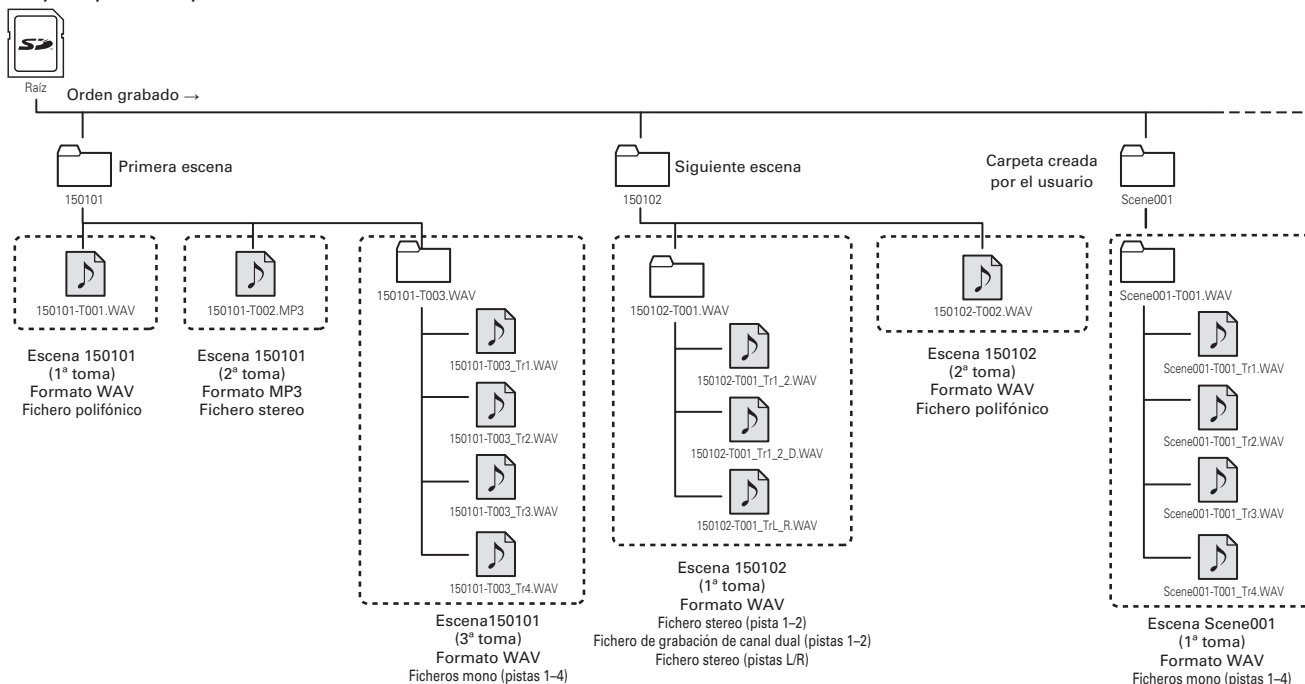 SD
Raíz
Orden grabado →
Primera escena
150101
Siguiente escena
150102
Carpeta creada
por el usuario
Scene001
150101-T001.WAV
Escena 150101
(1ª toma)
Formato WAV
Fichero polifónico
150101-T002.MP3
Escena 150101
(2ª toma)
Formato MP3
Fichero stereo
150101-T003.WAV
150101-T003_Tr1.WAV
150101-T003_Tr2.WAV
150101-T003_Tr3.WAV
150101-T003_Tr4.WAV
Escena150101
(3ª toma)
Formato WAV
Ficheros mono (pistas 1–4)
150102-T001.WAV
150102-T001_Tr1_2.WAV
150102-T001_Tr1_2_D.WAV
150102-T001_TrL_R.WAV
Escena 150102
(1ª toma)
Formato WAV
Fichero stereo (pista 1–2)
Fichero de grabación de canal dual (pistas 1–2)
Fichero stereo (pistas L/R)
150102-T002.WAV
Escena 150102
(2ª toma)
Formato WAV
Fichero polifónico
Scene001-T001.WAV
Scene001-T001_Tr1.WAV
Scene001-T001_Tr2.WAV
Scene001-T001_Tr3.WAV
Scene001-T001_Tr4.WAV
Escena Scene001
(1ª toma)
Formato WAV
Ficheros mono (pistas 1–4)